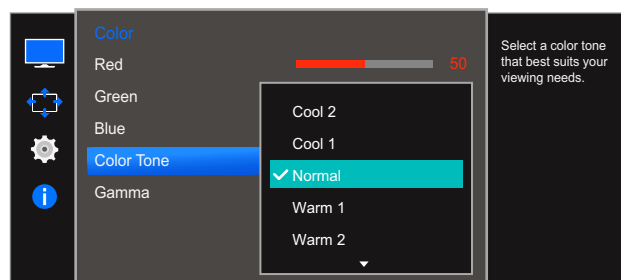 Color
Red
50
Green
Blue
Color Tone
Gamma
Cool 2
Cool 1
Normal
Warm 1
Warm 2
Select a color tone
that best suits your
viewing needs.